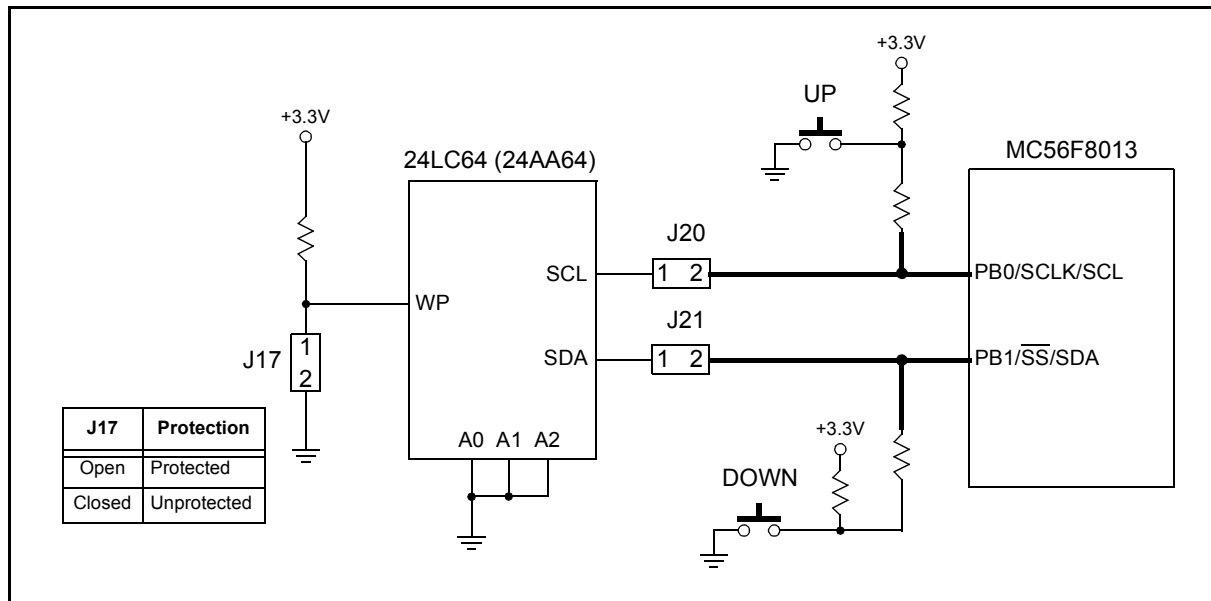 +3.3V
UP
+3.3V
24LC64 (24AA64)
MC56F8013
J20
SCL
1 2
PB0/SCLK/SCL
WP
J21
J17
1
2
SDA
1 2
PB1/S̅S̅/SDA
J17 Protection
Open Protected
Closed Unprotected
A0 A1 A2
+3.3V
DOWN